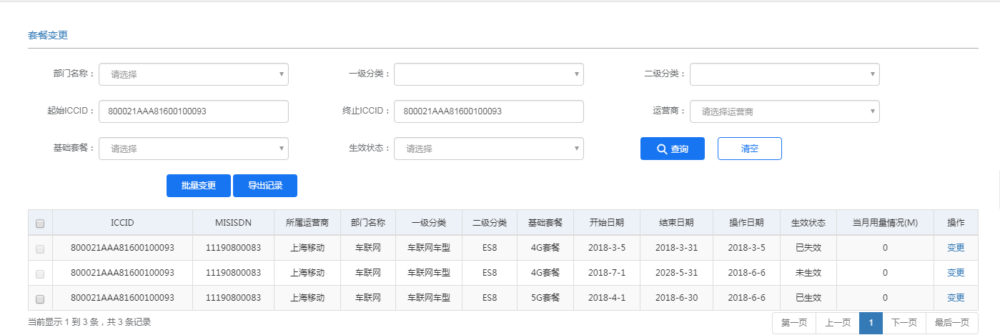 套餐变更
部门名称： 请选择 一级分类： 二级分类：
起始ICCID： 800021AAA81600100093 终止ICCID： 800021AAA81600100093 运营商： 请选择运营商
基础套餐： 请选择 生效状态： 请选择 查询 清空
批量变更 导出记录
ICCID MISISDN 所属运营商 部门名称 一级分类 二级分类 基础套餐 开始日期 结束日期 操作日期 生效状态 当月用量情况(M) 操作
800021AAA81600100093 11190800083 上海移动 车联网 车联网车型 ES8 4G套餐 2018-3-5 2018-3-31 2018-3-5 已失效 0 变更
800021AAA81600100093 11190800083 上海移动 车联网 车联网车型 ES8 4G套餐 2018-7-1 2028-5-31 2018-6-6 未生效 0 变更
800021AAA81600100093 11190800083 上海移动 车联网 车联网车型 ES8 5G套餐 2018-4-1 2018-6-30 2018-6-6 已生效 0 变更
当前显示 1 到 3 条，共 3 条记录 第一页 上一页 1 下一页 最后一页